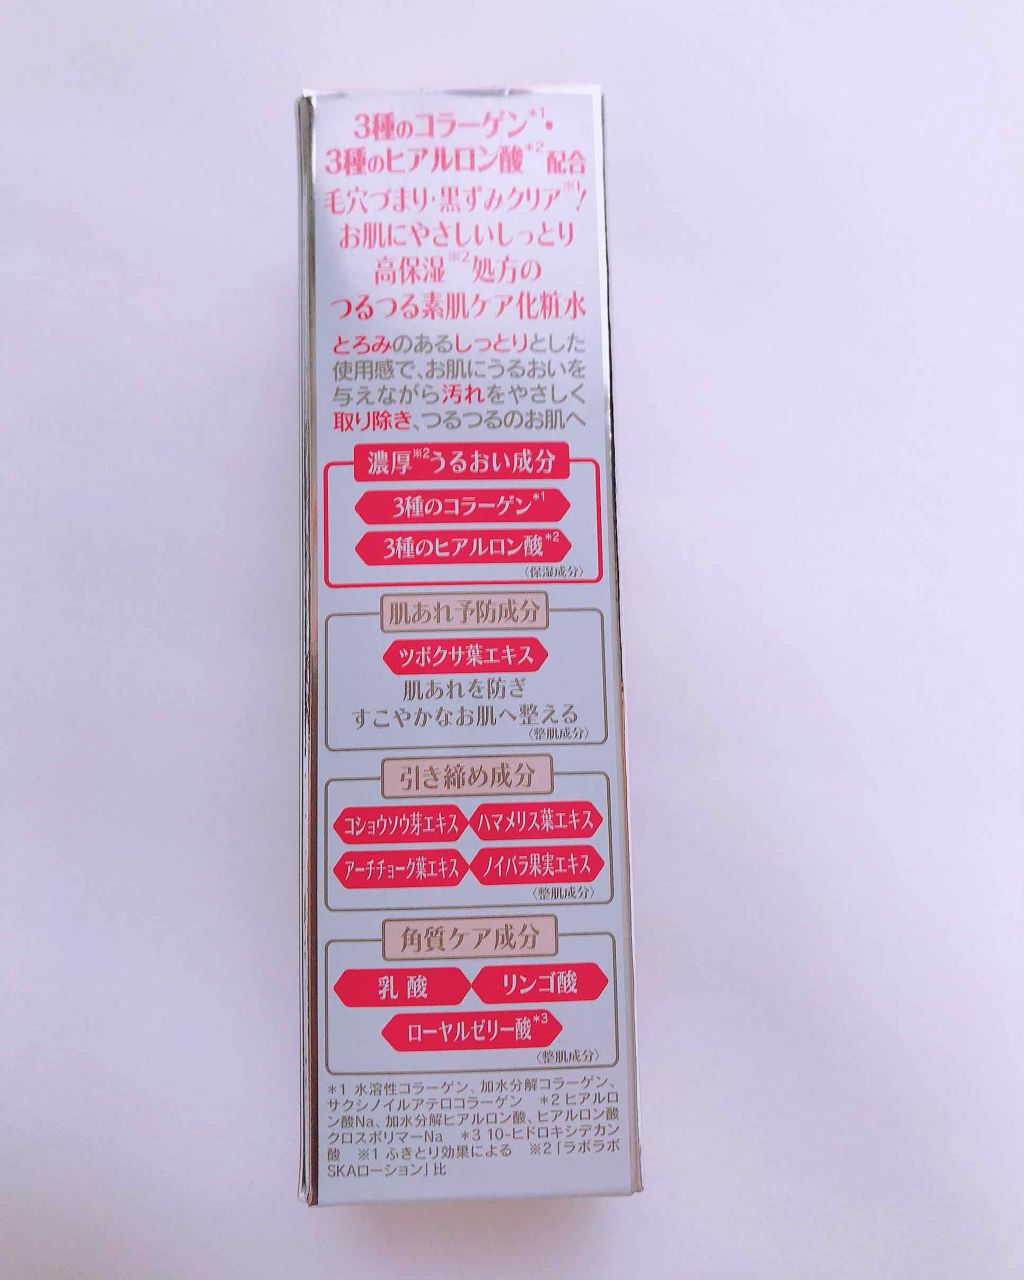 3種のコラーゲン*1・
3種のヒアルロン酸*2配合
毛穴づまり・黒ずみクリア※1!
お肌にやさしいしっとり
高保湿※2処方の
つるつる素肌ケア化粧水
とろみのあるしっとりとした
使用感で、お肌にうるおいを
与えながら汚れをやさしく
取り除き、つるつるのお肌へ
濃厚※2うるおい成分
3種のコラーゲン*1
3種のヒアルロン酸*2
〈保湿成分〉
肌あれ予防成分
ツボクサ葉エキス
肌あれを防ぎ
すこやかなお肌へ整える
〈整肌成分〉
引き締め成分
コショウソウ芽エキス ハマメリス葉エキス
アーチチョーク葉エキス ノイバラ果実エキス
〈整肌成分〉
角質ケア成分
乳酸 リンゴ酸
ローヤルゼリー酸*3
〈整肌成分〉
*1 水溶性コラーゲン、加水分解コラーゲン、
サクシノイルアテロコラーゲン *2 ヒアルロ
ン酸Na、加水分解ヒアルロン酸、ヒアルロン酸
クロスポリマーNa *3 10-ヒドロキシデカン
酸 ※1 ふきとり効果による ※2「ラボラボ
SKAローション」比